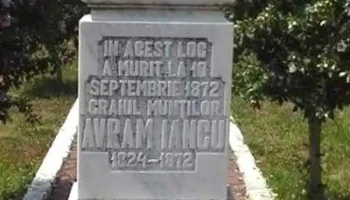 IN ACEST LOC
A MURIT LA 10
SEPTEMBRIE 1872
CRAIUL MUNTILOR
AVRAM IANCU
1824-1872